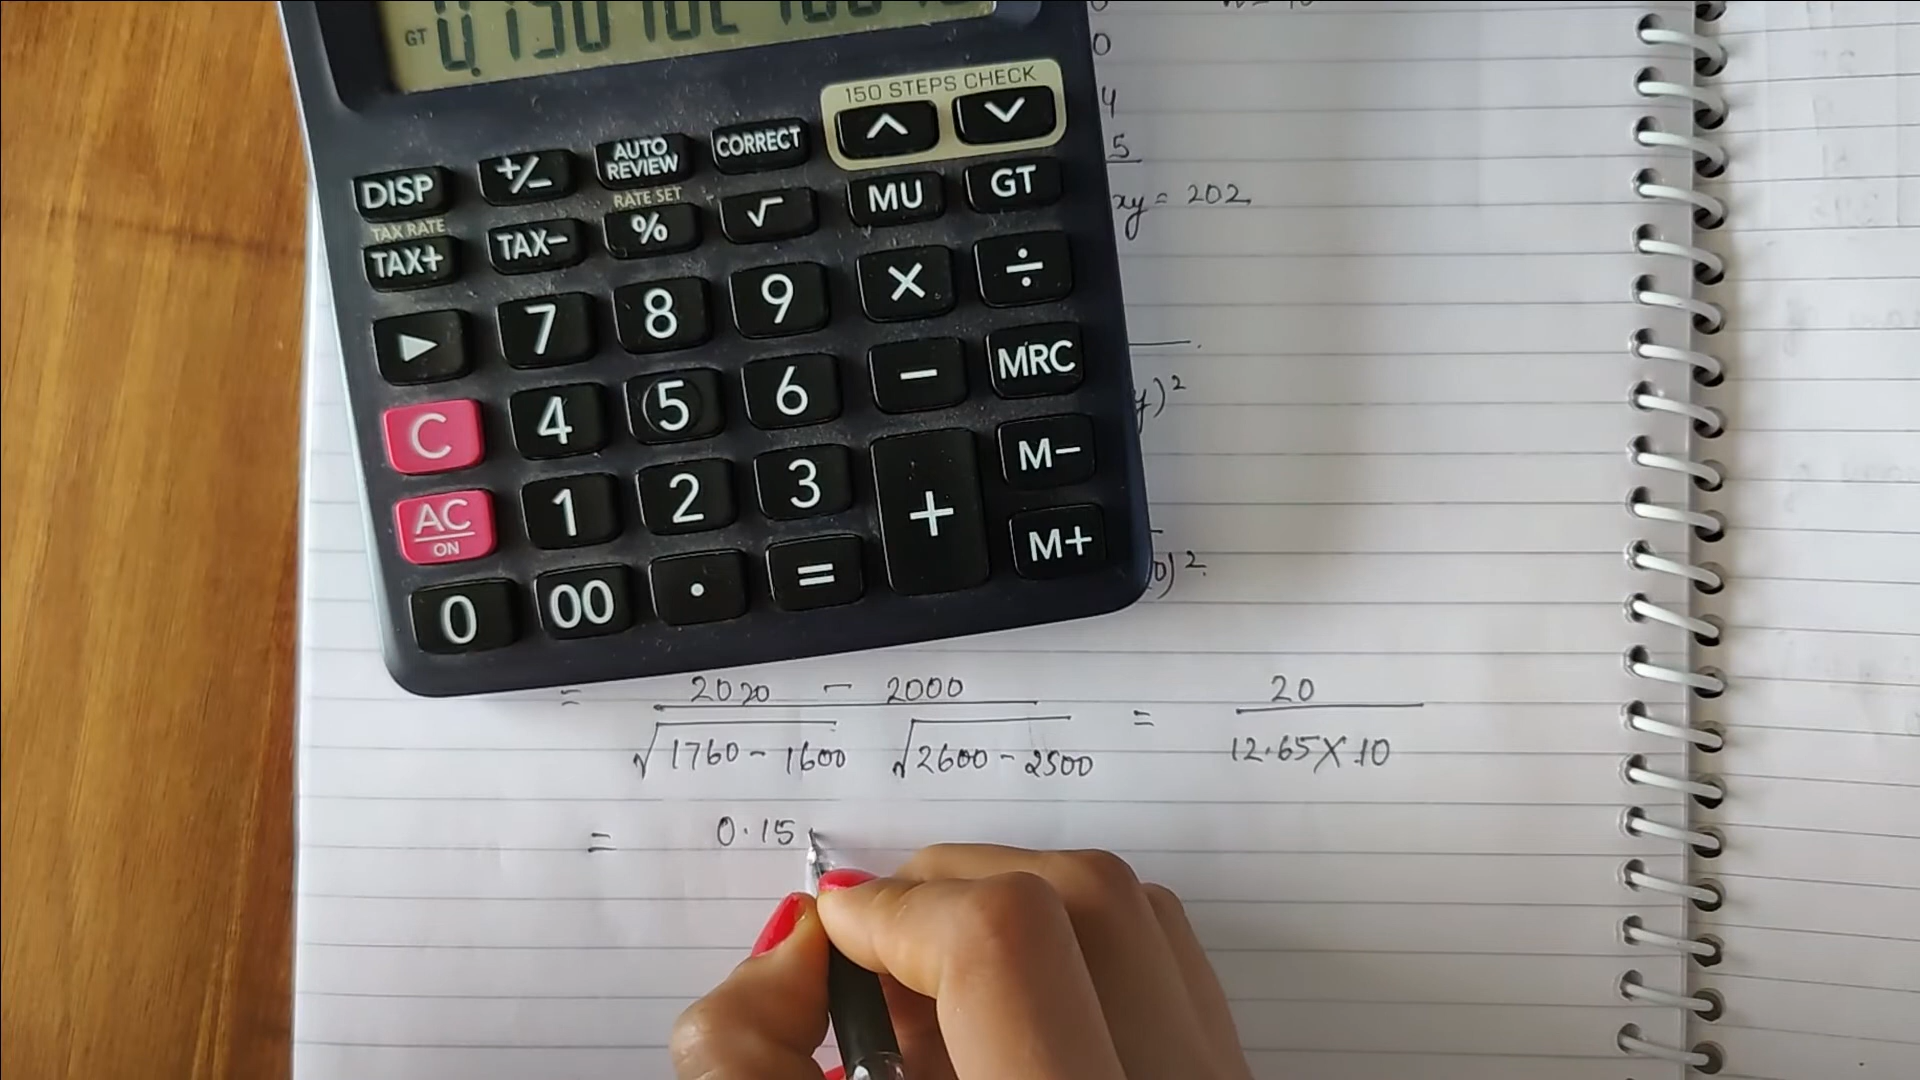 GT
150 STEPS CHECK
DISP +/− AUTO REVIEW CORRECT
TAX RATE RATE SET
TAX+ TAX− % √ MU GT
7 8 9 × ÷
C 4 5 6 − MRC
AC/ON 1 2 3 + M− M+
0 00 . =
0
4
5
xy = 202
y)²
0)².
= 2020 − 2000 / √1760 − 1600 √2600 − 2500 = 20 / 12.65 X 10
= 0.15